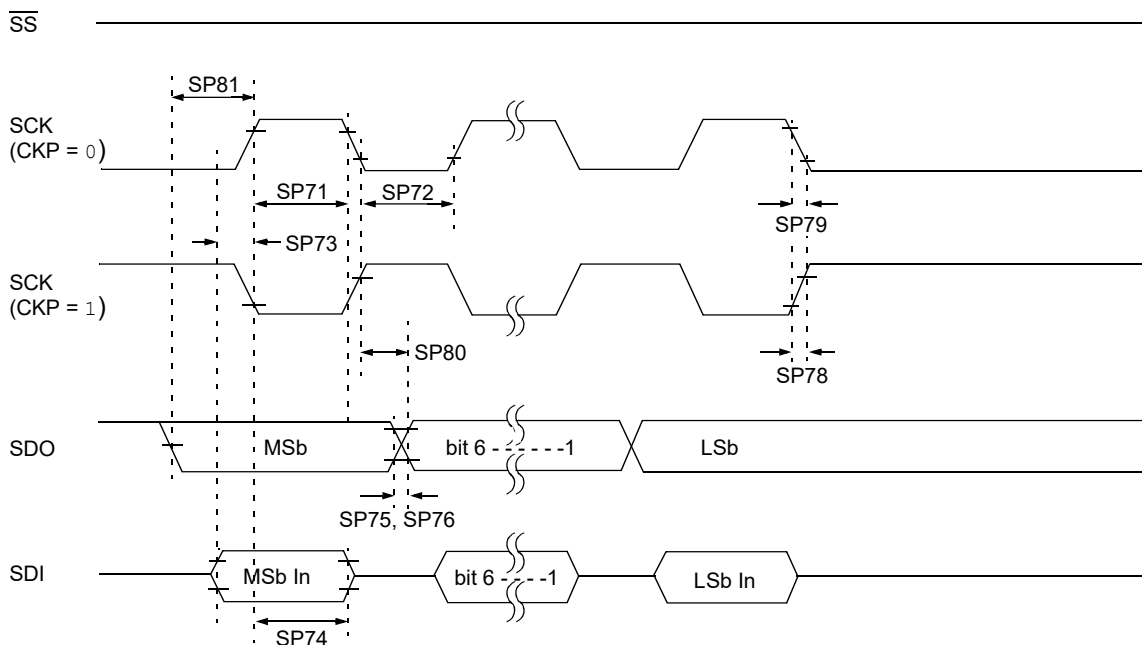 SS
SP81
SCK
(CKP = 0)
SP71
SP72
SP79
SP73
SCK
(CKP = 1)
SP80
SP78
SDO
MSb
bit 6 - - - - - -1
LSb
SP75, SP76
SDI
MSb In
bit 6 - - - - -1
LSb In
SP74